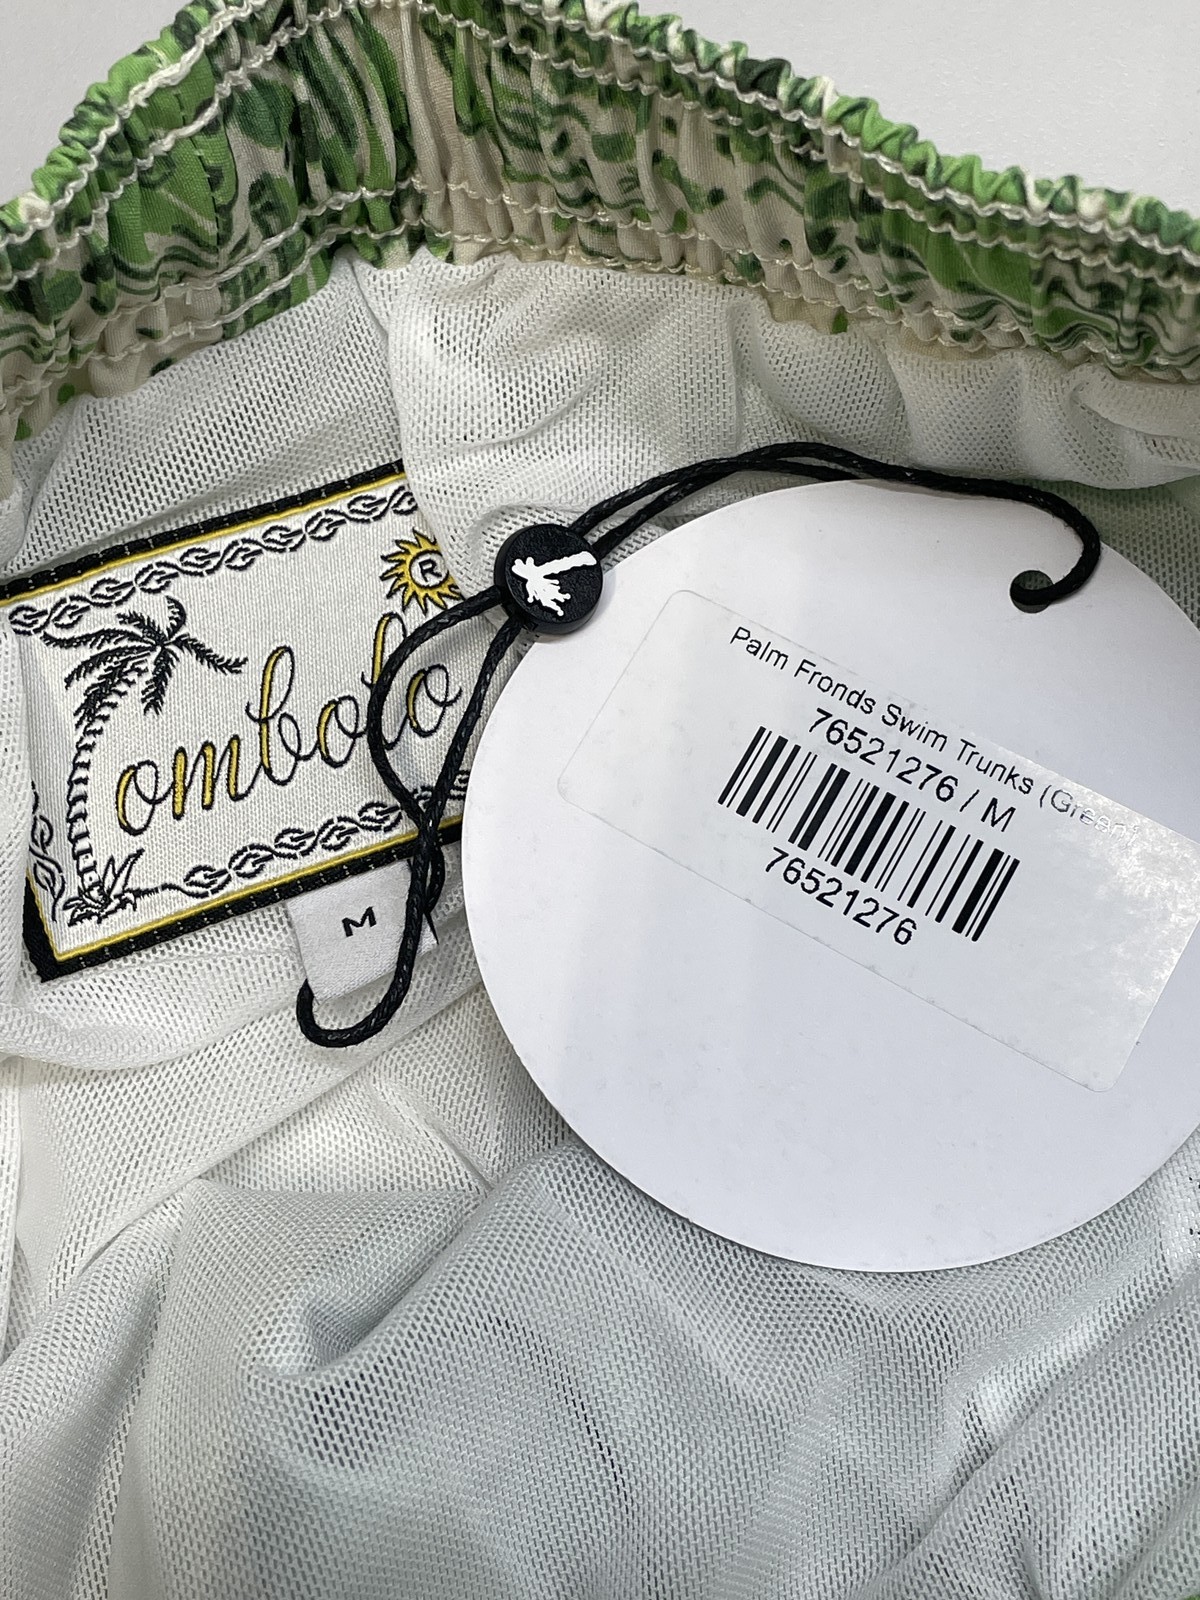 R
ombolo
M
Palm Fronds Swim Trunks (Green)
76521276 / M
76521276